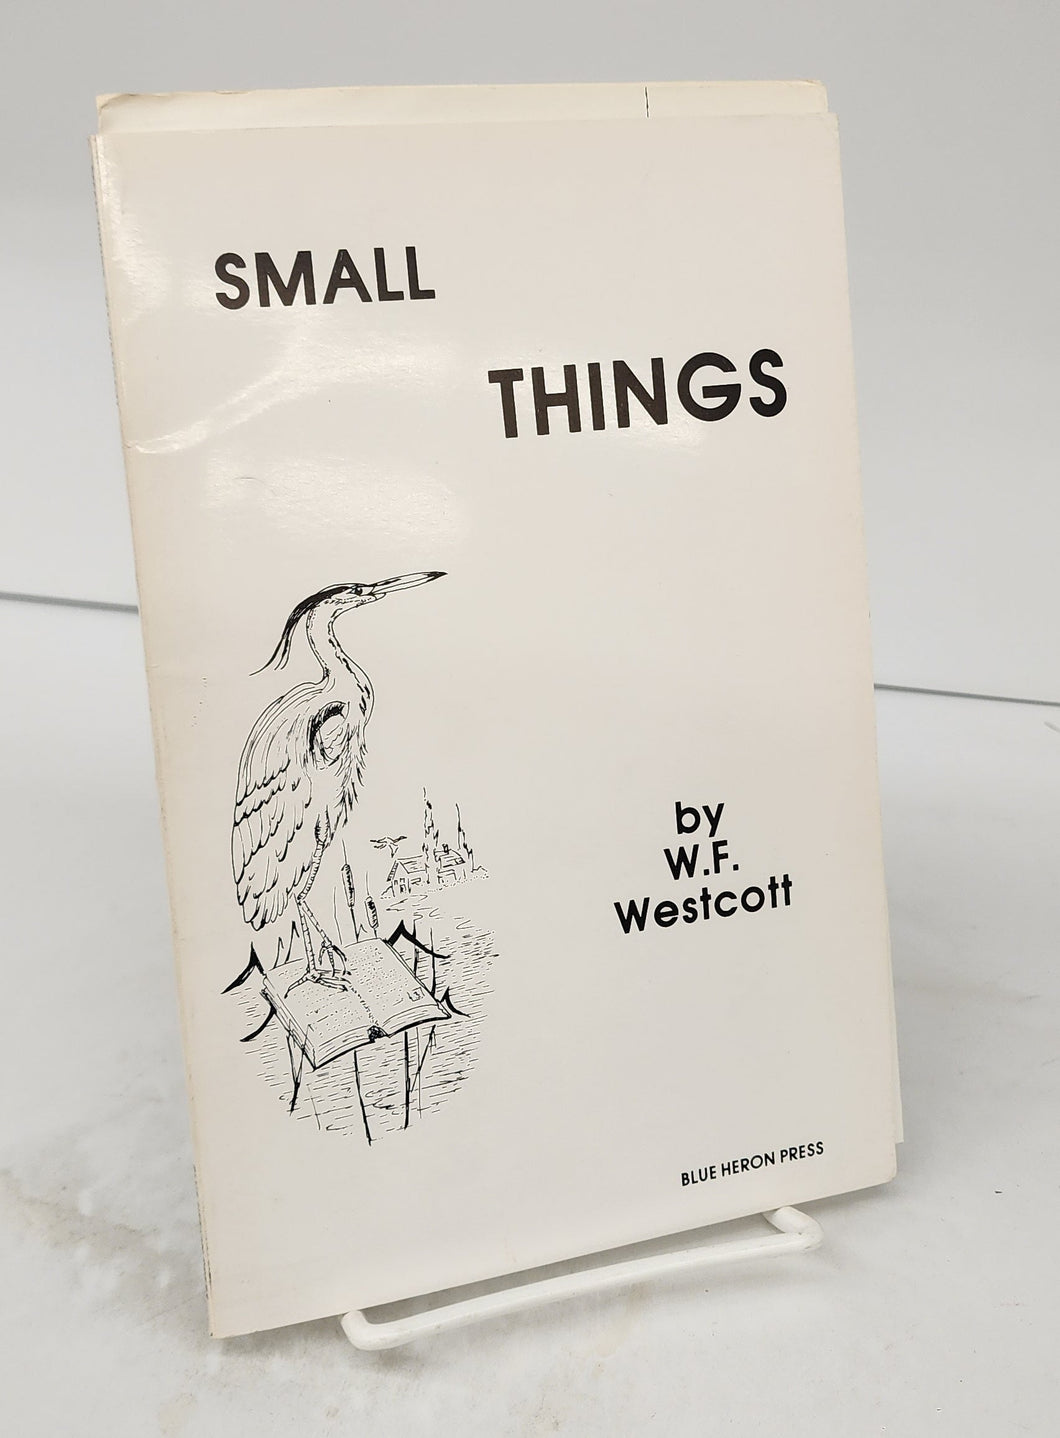 SMALL
THINGS
by
W.F.
Westcott
BLUE HERON PRESS